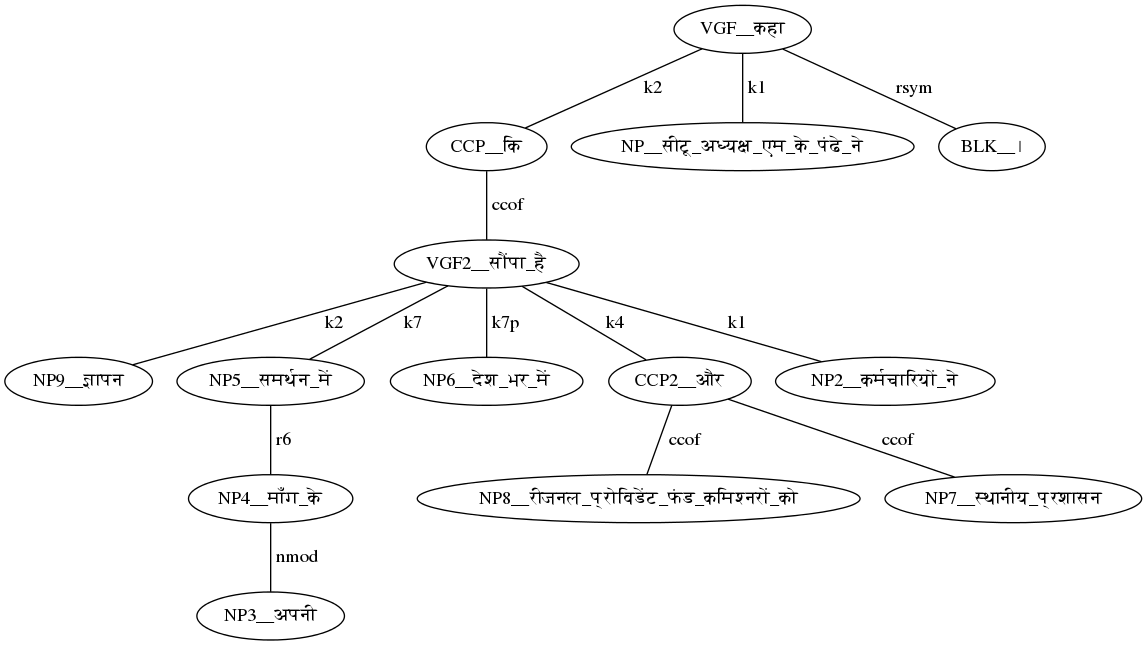 VGF__कहा
k2 k1 rsym
CCP__कि NP__सीटू_अध्यक्ष_एम_के_पंढे_ने BLK__।
ccof
VGF2__सौंपा_है
k2 k7 k7p k4 k1
NP9__ज्ञापन NP5__समर्थन_में NP6__देश_भर_में CCP2__और NP2__कर्मचारियों_ने
r6 ccof ccof
NP4__माँग_के NP8__रीजनल_प्रोविडेंट_फंड_कमिश्नरों_को NP7__स्थानीय_प्रशासन
nmod
NP3__अपनी